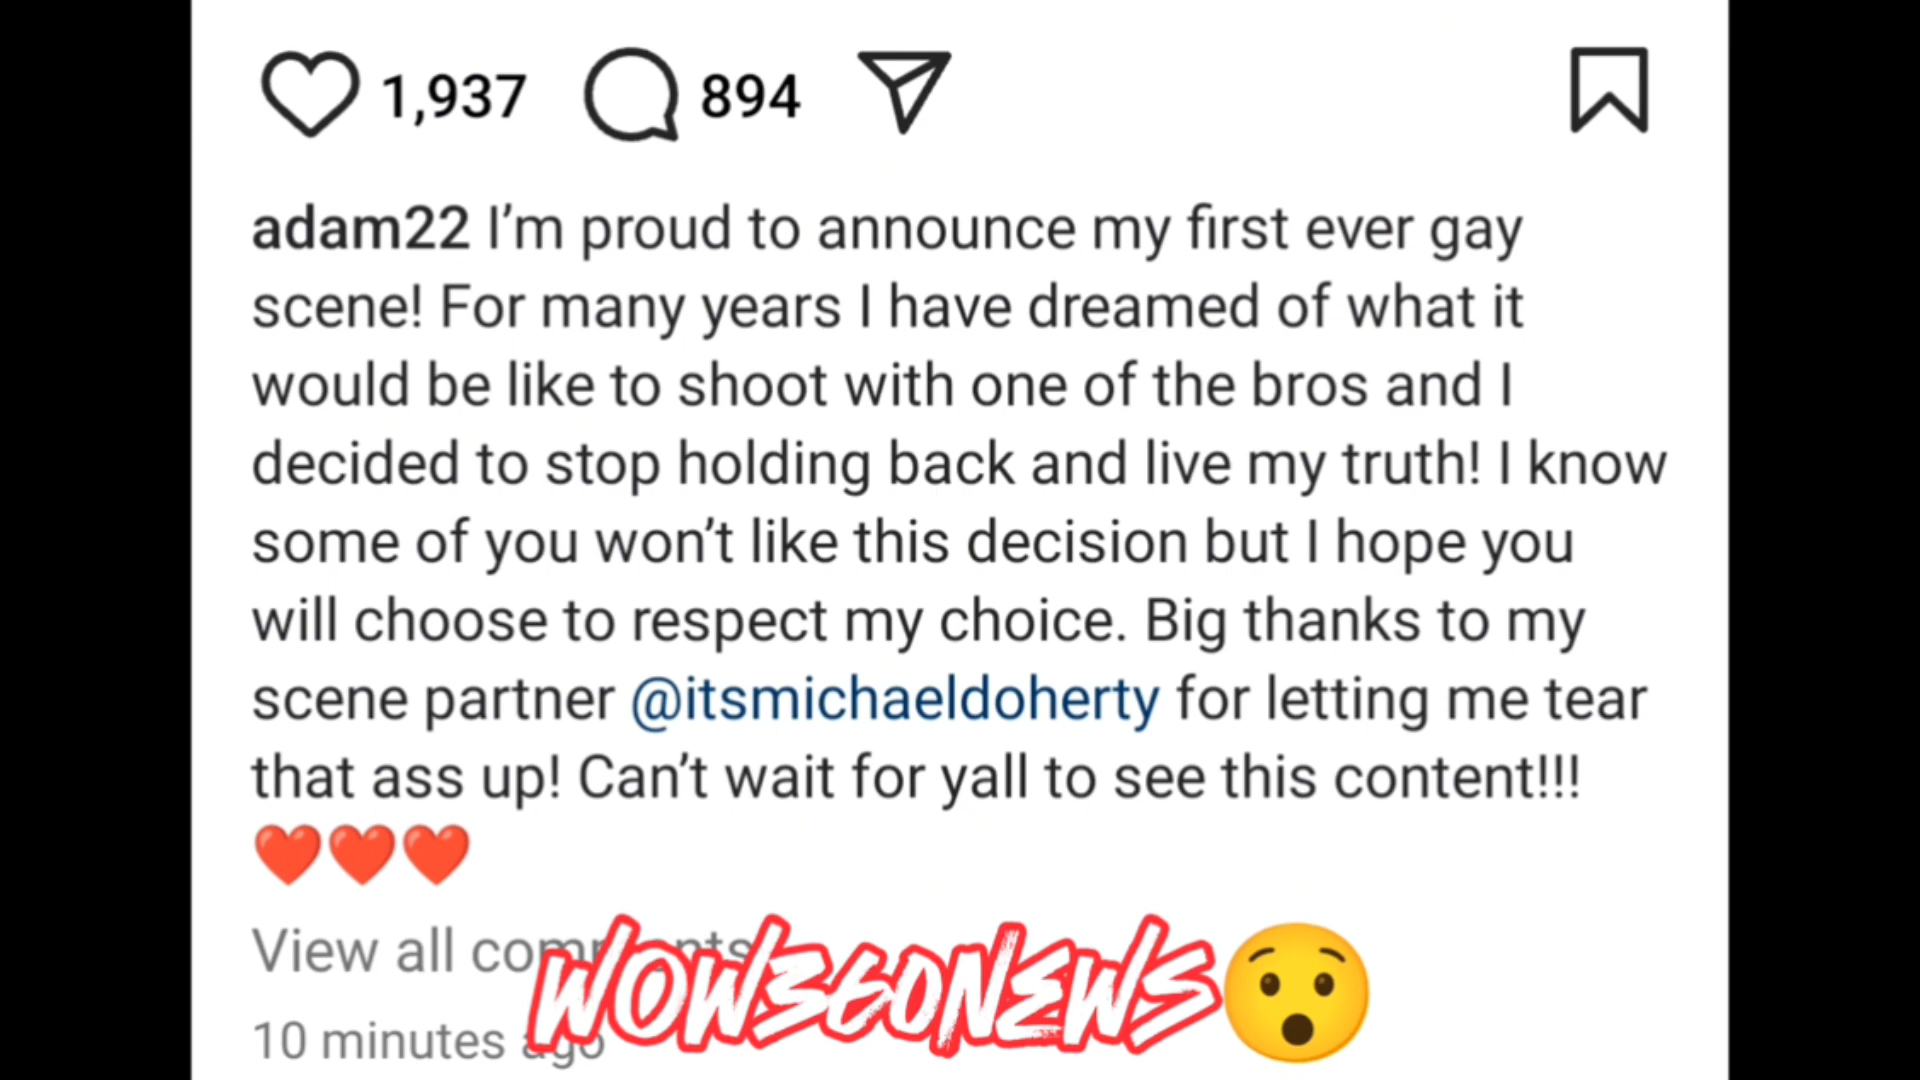 1,937 894
adam22 I’m proud to announce my first ever gay
scene! For many years I have dreamed of what it
would be like to shoot with one of the bros and I
decided to stop holding back and live my truth! I know
some of you won’t like this decision but I hope you
will choose to respect my choice. Big thanks to my
scene partner @itsmichaeldoherty for letting me tear
that ass up! Can’t wait for yall to see this content!!!
❤️❤️❤️
View all comments
WOW360NEWS😯
10 minutes ago